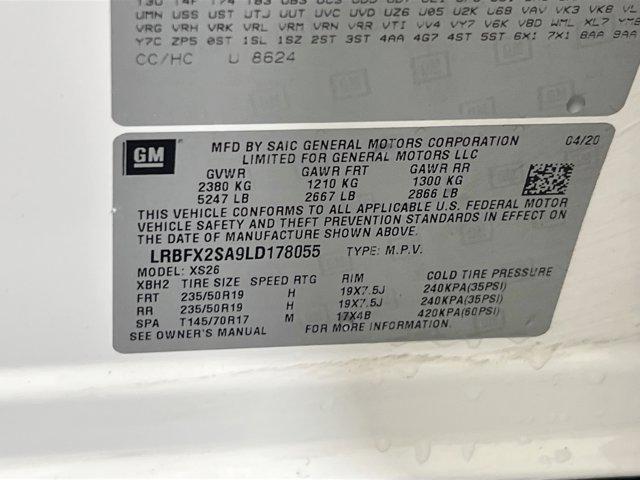 UMN USS UST UTJ UUT UVC UVD UZ6 U05 U2K U68 VAV VK3 VK8 VL
VRG VRH VRK VRL VRM VRN VRR VTI VV4 VY7 V6K VBD WML XL7
Y7C ZP5 0ST 1SL 1SZ 2ST 3ST 4AA 4G7 4ST 5ST 6X1 7X1 8AA 9AA
CC/HC U 8624
GM
MFD BY SAIC GENERAL MOTORS CORPORATION 04/20
LIMITED FOR GENERAL MOTORS LLC
GVWR GAWR FRT GAWR RR
2380 KG 1210 KG 1300 KG
5247 LB 2667 LB 2866 LB
THIS VEHICLE CONFORMS TO ALL APPLICABLE U.S. FEDERAL MOTOR
VEHICLE SAFETY AND THEFT PREVENTION STANDARDS IN EFFECT ON
THE DATE OF MANUFACTURE SHOWN ABOVE.
LRBFX2SA9LD178055 TYPE: M.P.V.
MODEL: XS26
XBH2 TIRE SIZE SPEED RTG RIM COLD TIRE PRESSURE
FRT 235/50R19 H 19X7.5J 240KPA(35PSI)
RR 235/50R19 H 19X7.5J 240KPA(35PSI)
SPA T145/70R17 M 17X4B 420KPA(60PSI)
SEE OWNER'S MANUAL FOR MORE INFORMATION.